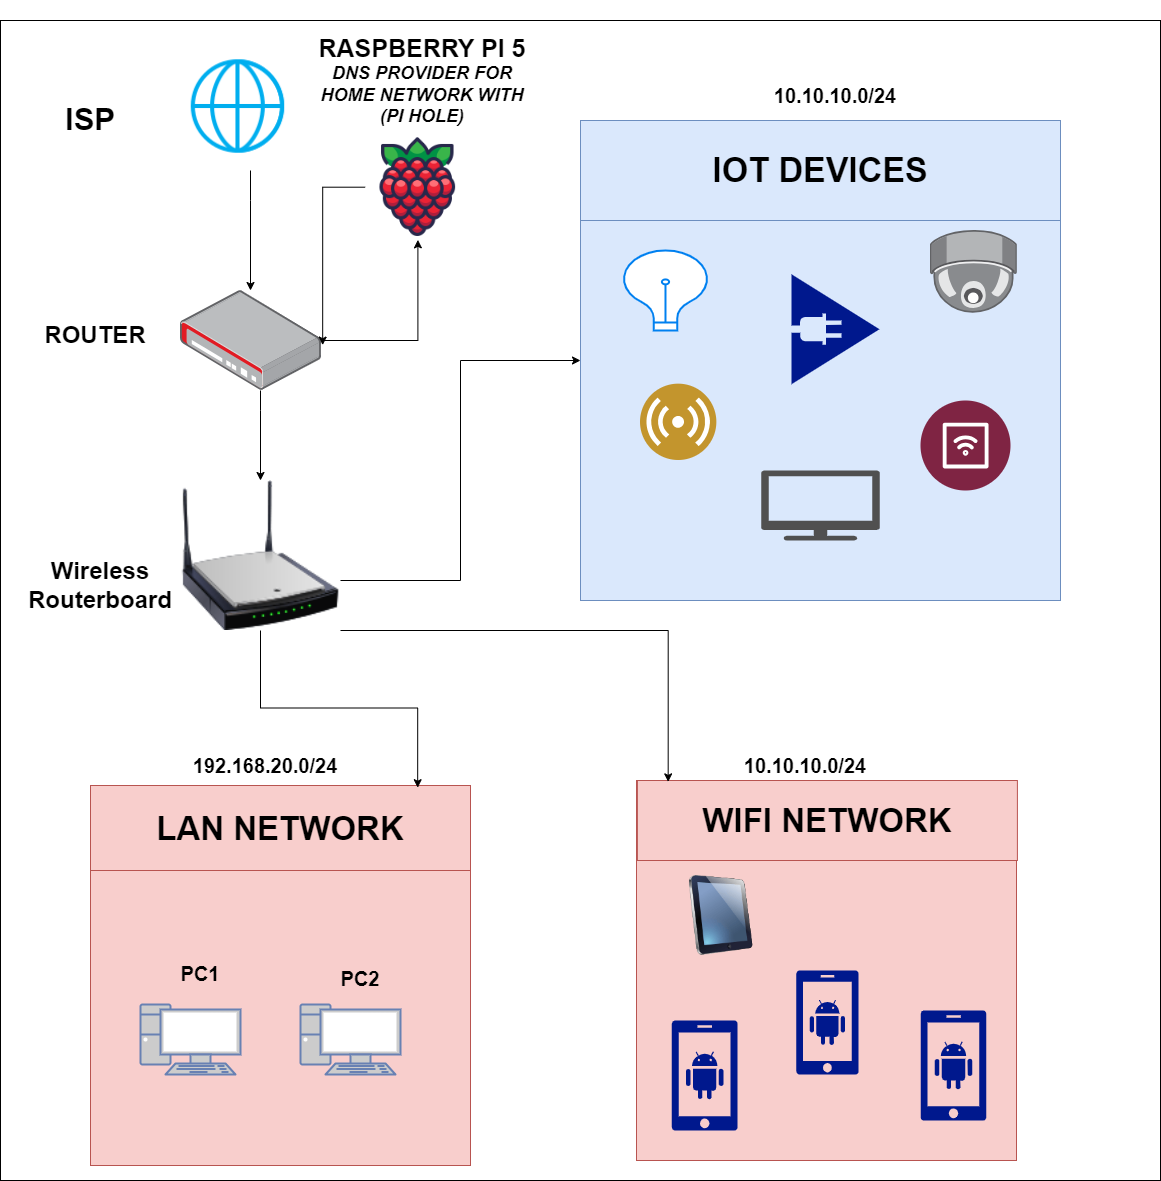 RASPBERRY PI 5
DNS PROVIDER FOR
HOME NETWORK WITH
(PI HOLE)
ISP
10.10.10.0/24
IOT DEVICES
ROUTER
Wireless
Routerboard
192.168.20.0/24
LAN NETWORK
PC1
PC2
10.10.10.0/24
WIFI NETWORK